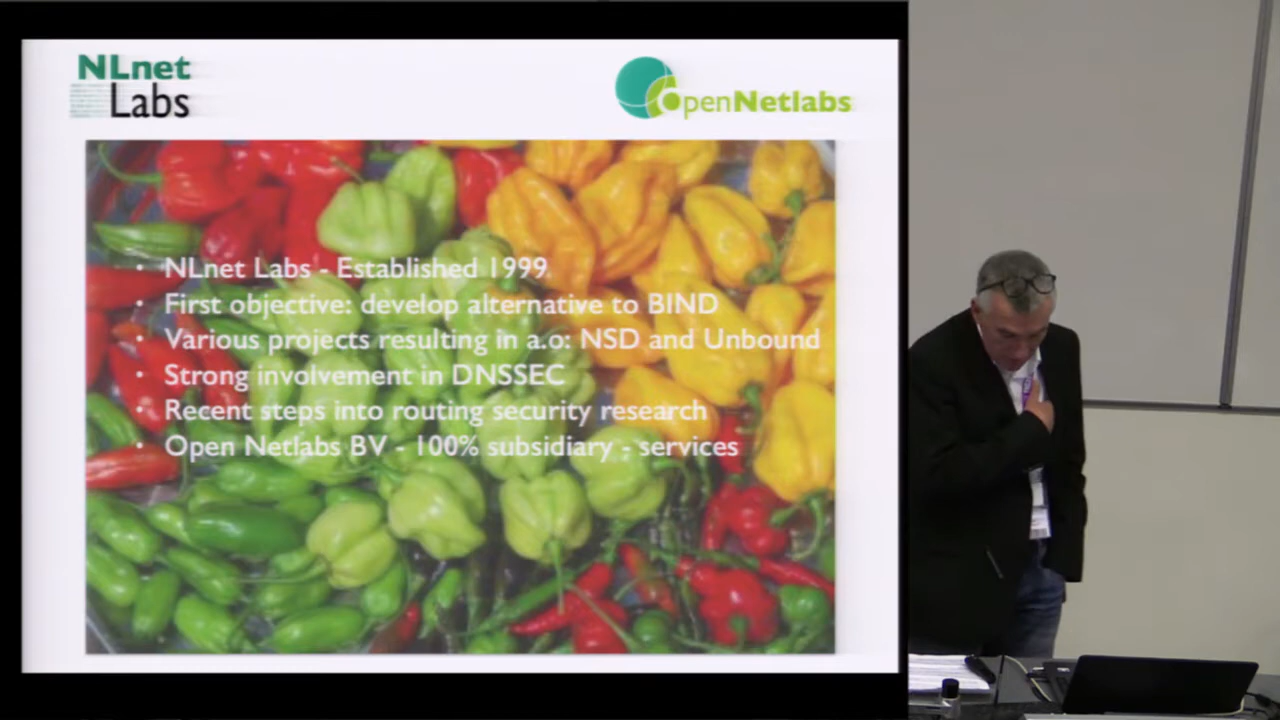 NLnet
Labs
OpenNetlabs
• NLnet Labs - Established 1999
• First objective: develop alternative to BIND
• Various projects resulting in a.o: NSD and Unbound
• Strong involvement in DNSSEC
• Recent steps into routing security research
• Open Netlabs BV - 100% subsidiary - services